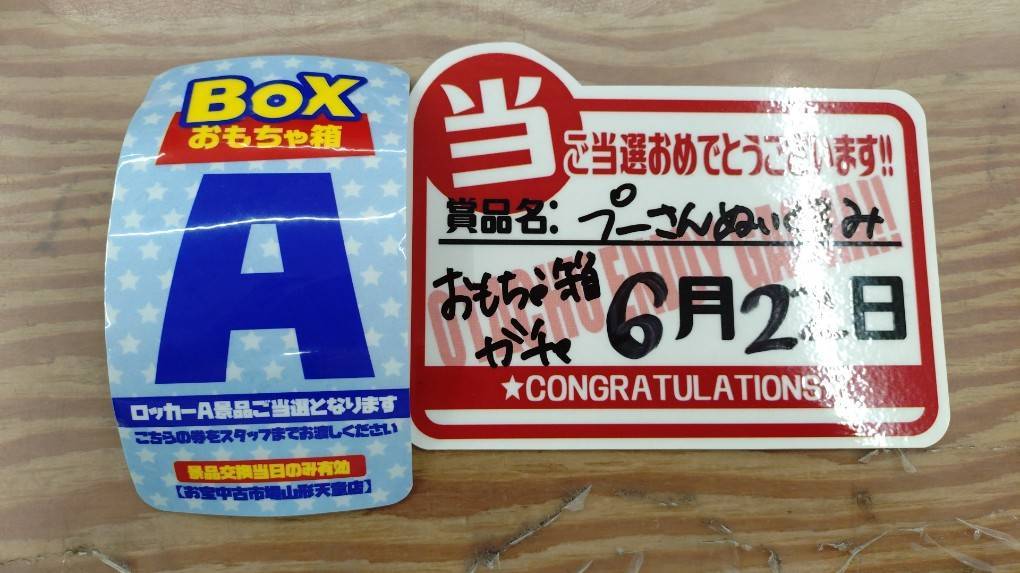 BoX
おもちゃ箱
A
ロッカーA景品ご当選となります
こちらの券をスタッフまでお渡しください
景品交換当日のみ有効
【お宝中古市場山形天童店】
当
ご当選おめでとうございます!!
賞品名: プーさんぬいぐるみ
おもちゃ箱
ガチャ
6月22日
★CONGRATULATIONS★